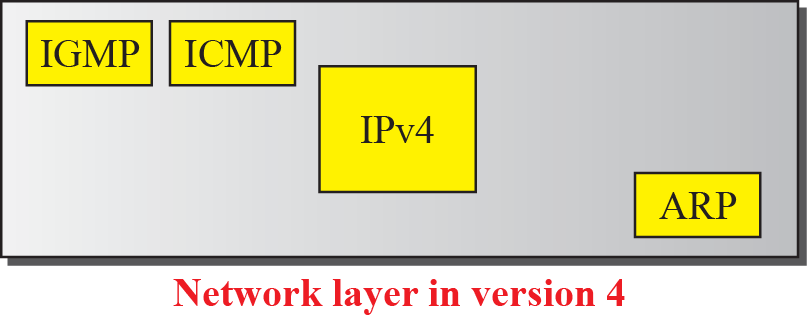 IGMP ICMP
IPv4
ARP
Network layer in version 4